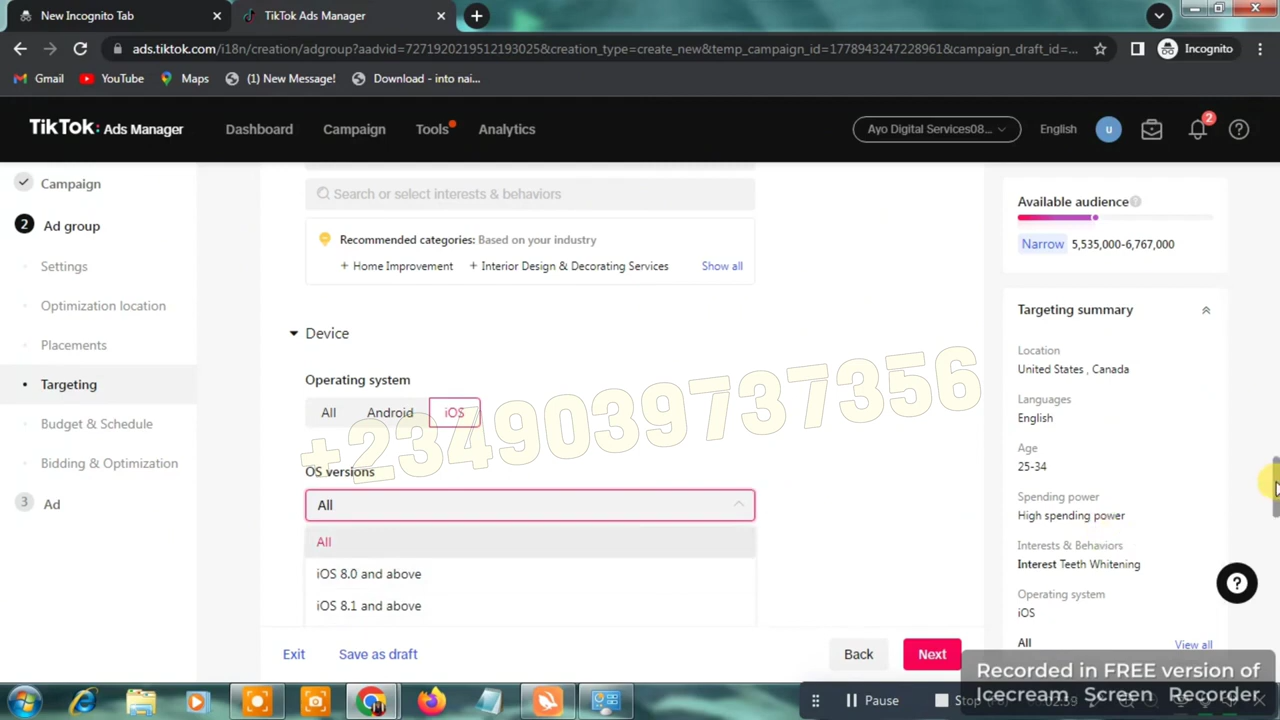 New Incognito Tab
TikTok Ads Manager
ads.tiktok.com/i18n/creation/adgroup?aadvid=7271920219512193025&creation_type=create_new&temp_campaign_id=1778943247228961&campaign_draft_id=...
Incognito
Gmail
YouTube
Maps
(1) New Message!
Download - into nai...
TikTok: Ads Manager
Dashboard
Campaign
Tools
Analytics
Ayo Digital Services08...
English
U
2
Campaign
2 Ad group
Settings
Optimization location
Placements
Targeting
Budget & Schedule
Bidding & Optimization
3 Ad
Search or select interests & behaviors
Recommended categories: Based on your industry
+ Home Improvement + Interior Design & Decorating Services Show all
Device
Operating system
All Android iOS
+2349039737356
OS versions
All
All
iOS 8.0 and above
iOS 8.1 and above
Exit
Save as draft
Back
Next
Available audience
Narrow 5,535,000-6,767,000
Targeting summary
Location
United States , Canada
Languages
English
Age
25-34
Spending power
High spending power
Interests & Behaviors
Interest Teeth Whitening
Operating system
iOS
All
View all
Recorded in FREE version of
Icecream Screen Recorder
Pause